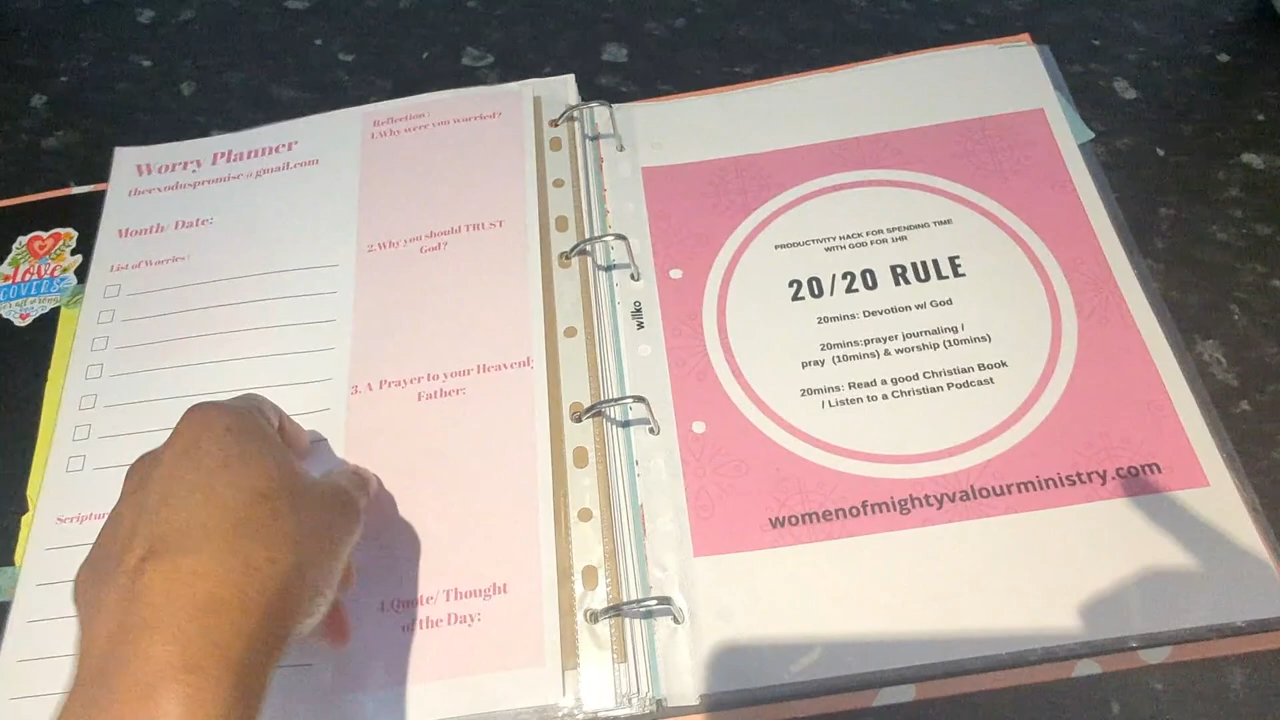 Worry Planner
theexoduspromise@gmail.com
Month/ Date:
List of Worries:
Scriptur
Reflection:
1.Why were you worried?
2.Why you should TRUST
God?
3. A Prayer to your Heavenly
Father:
4.Quote/ Thought
of the Day:
LOVE
COVERS
wilko
PRODUCTIVITY HACK FOR SPENDING TIME
WITH GOD FOR 1HR
20/20 RULE
20mins: Devotion w/ God
20mins:prayer journaling /
pray (10mins) & worship (10mins)
20mins: Read a good Christian Book
/ Listen to a Christian Podcast
womenofmightyvalourministry.com